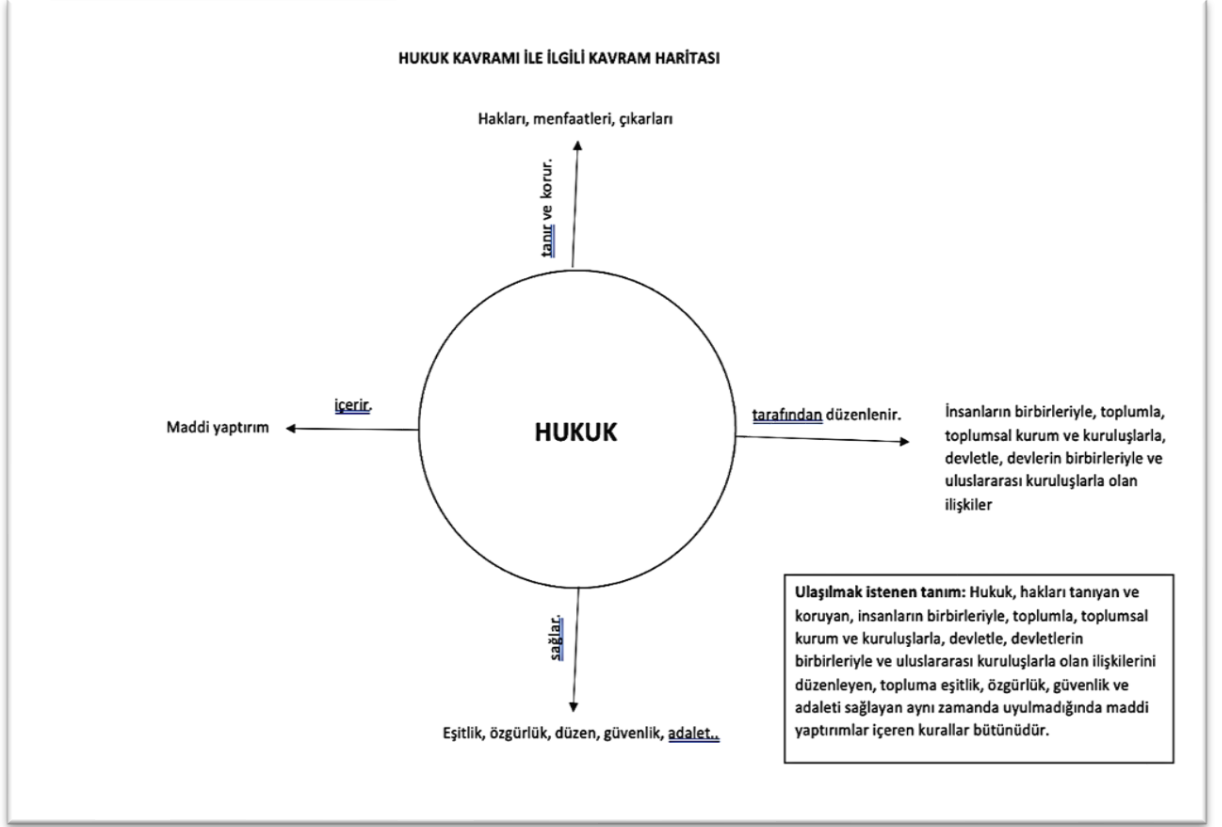 HUKUK KAVRAMI İLE İLGİLİ KAVRAM HARİTASI
Hakları, menfaatleri, çıkarları
tanır ve korur.
içerir.
Maddi yaptırım
HUKUK
tarafından düzenlenir.
İnsanların birbirleriyle, toplumla,
toplumsal kurum ve kuruluşlarla,
devletle, devlerin birbirleriyle ve
uluslararası kuruluşlarla olan
ilişkiler
sağlar.
Eşitlik, özgürlük, düzen, güvenlik, adalet..
Ulaşılmak istenen tanım: Hukuk, hakları tanıyan ve
koruyan, insanların birbirleriyle, toplumla, toplumsal
kurum ve kuruluşlarla, devletle, devletlerin
birbirleriyle ve uluslararası kuruluşlarla olan ilişkilerini
düzenleyen, topluma eşitlik, özgürlük, güvenlik ve
adaleti sağlayan aynı zamanda uyulmadığında maddi
yaptırımlar içeren kurallar bütünüdür.